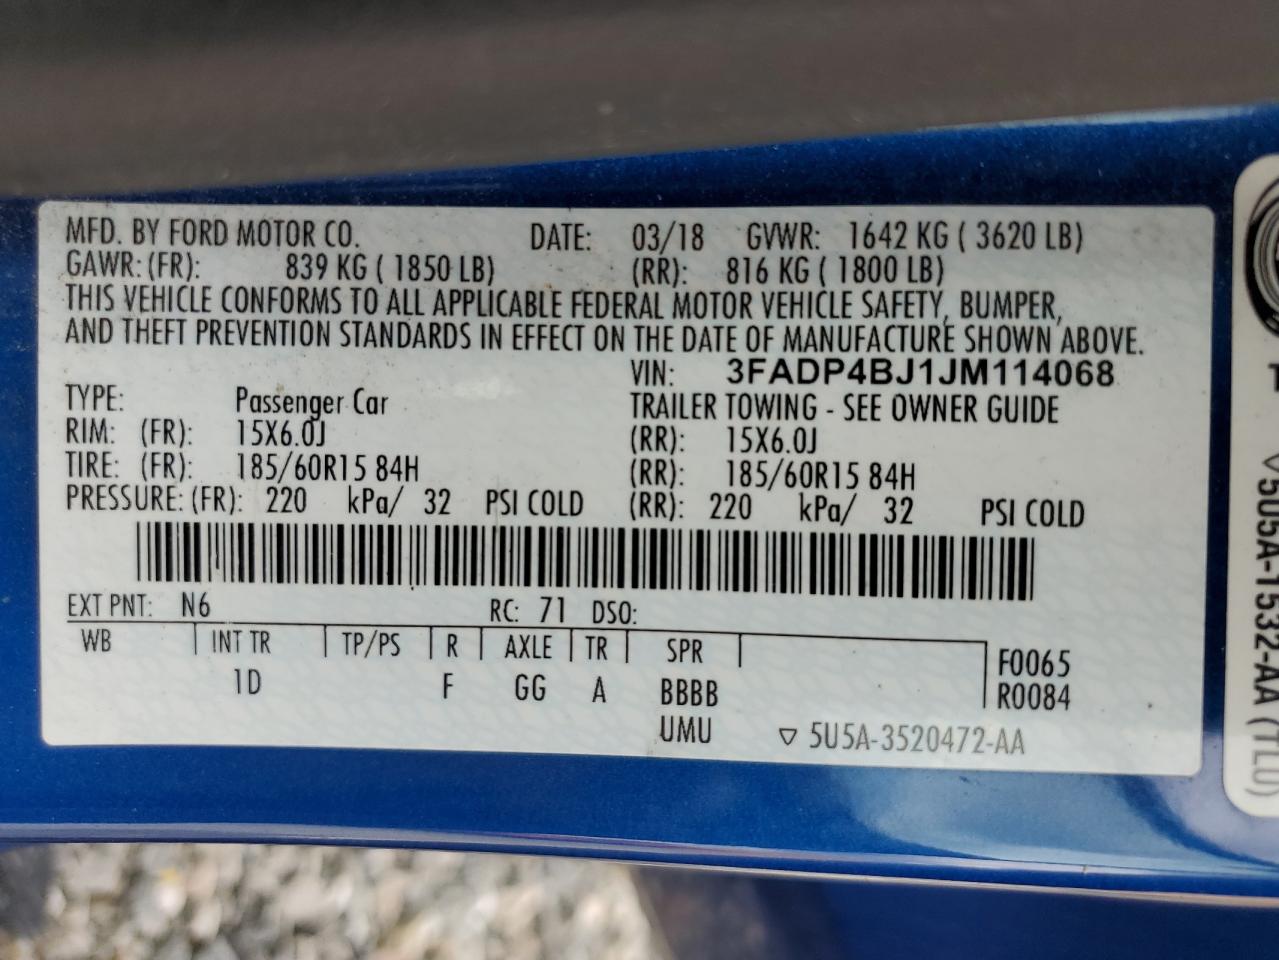 MFD. BY FORD MOTOR CO. DATE: 03/18 GVWR: 1642 KG ( 3620 LB)
GAWR: (FR): 839 KG ( 1850 LB) (RR): 816 KG ( 1800 LB)
THIS VEHICLE CONFORMS TO ALL APPLICABLE FEDERAL MOTOR VEHICLE SAFETY, BUMPER,
AND THEFT PREVENTION STANDARDS IN EFFECT ON THE DATE OF MANUFACTURE SHOWN ABOVE.
VIN: 3FADP4BJ1JM114068
TYPE: Passenger Car TRAILER TOWING - SEE OWNER GUIDE
RIM: (FR): 15X6.0J (RR): 15X6.0J
TIRE: (FR): 185/60R15 84H (RR): 185/60R15 84H
PRESSURE: (FR): 220 kPa/ 32 PSI COLD (RR): 220 kPa/ 32 PSI COLD
EXT PNT: N6 RC: 71 DSO:
WB INT TR TP/PS R AXLE TR SPR F0065
1D F GG A BBBB R0084
UMU ▽ 5U5A-3520472-AA
▽5U5A-1532-AA (TL0)